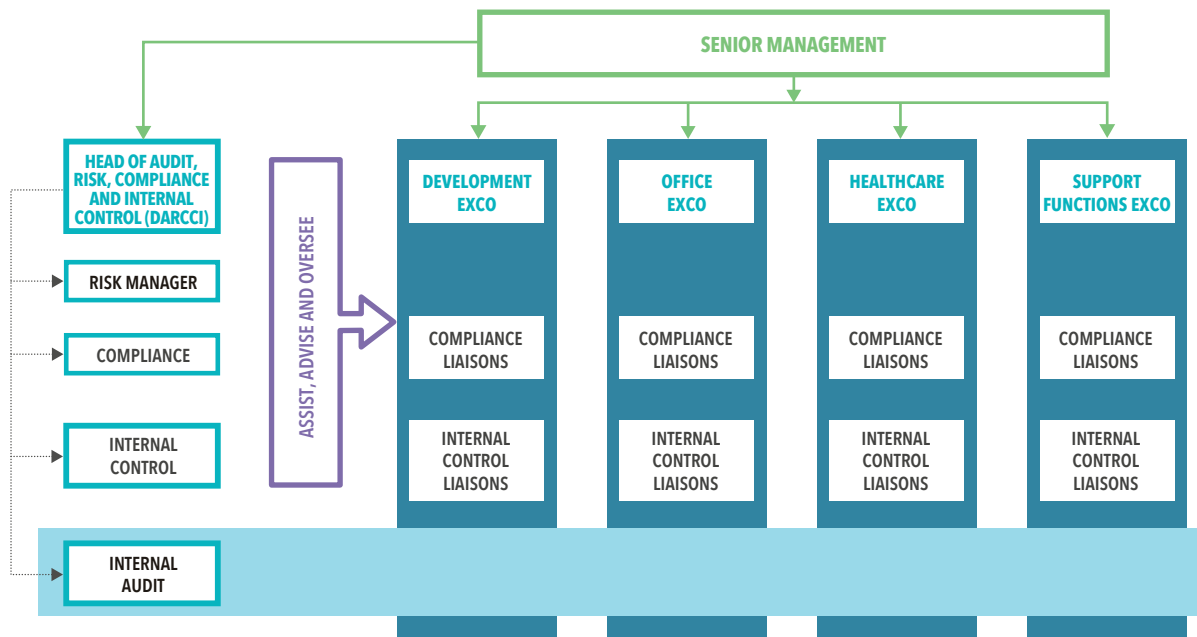 SENIOR MANAGEMENT
HEAD OF AUDIT,
RISK, COMPLIANCE
AND INTERNAL
CONTROL (DARCCI)
RISK MANAGER
COMPLIANCE
INTERNAL
CONTROL
INTERNAL
AUDIT
ASSIST, ADVISE AND OVERSEE
DEVELOPMENT
EXCO
COMPLIANCE
LIAISONS
INTERNAL
CONTROL
LIAISONS
OFFICE
EXCO
COMPLIANCE
LIAISONS
INTERNAL
CONTROL
LIAISONS
HEALTHCARE
EXCO
COMPLIANCE
LIAISONS
INTERNAL
CONTROL
LIAISONS
SUPPORT
FUNCTIONS EXCO
COMPLIANCE
LIAISONS
INTERNAL
CONTROL
LIAISONS